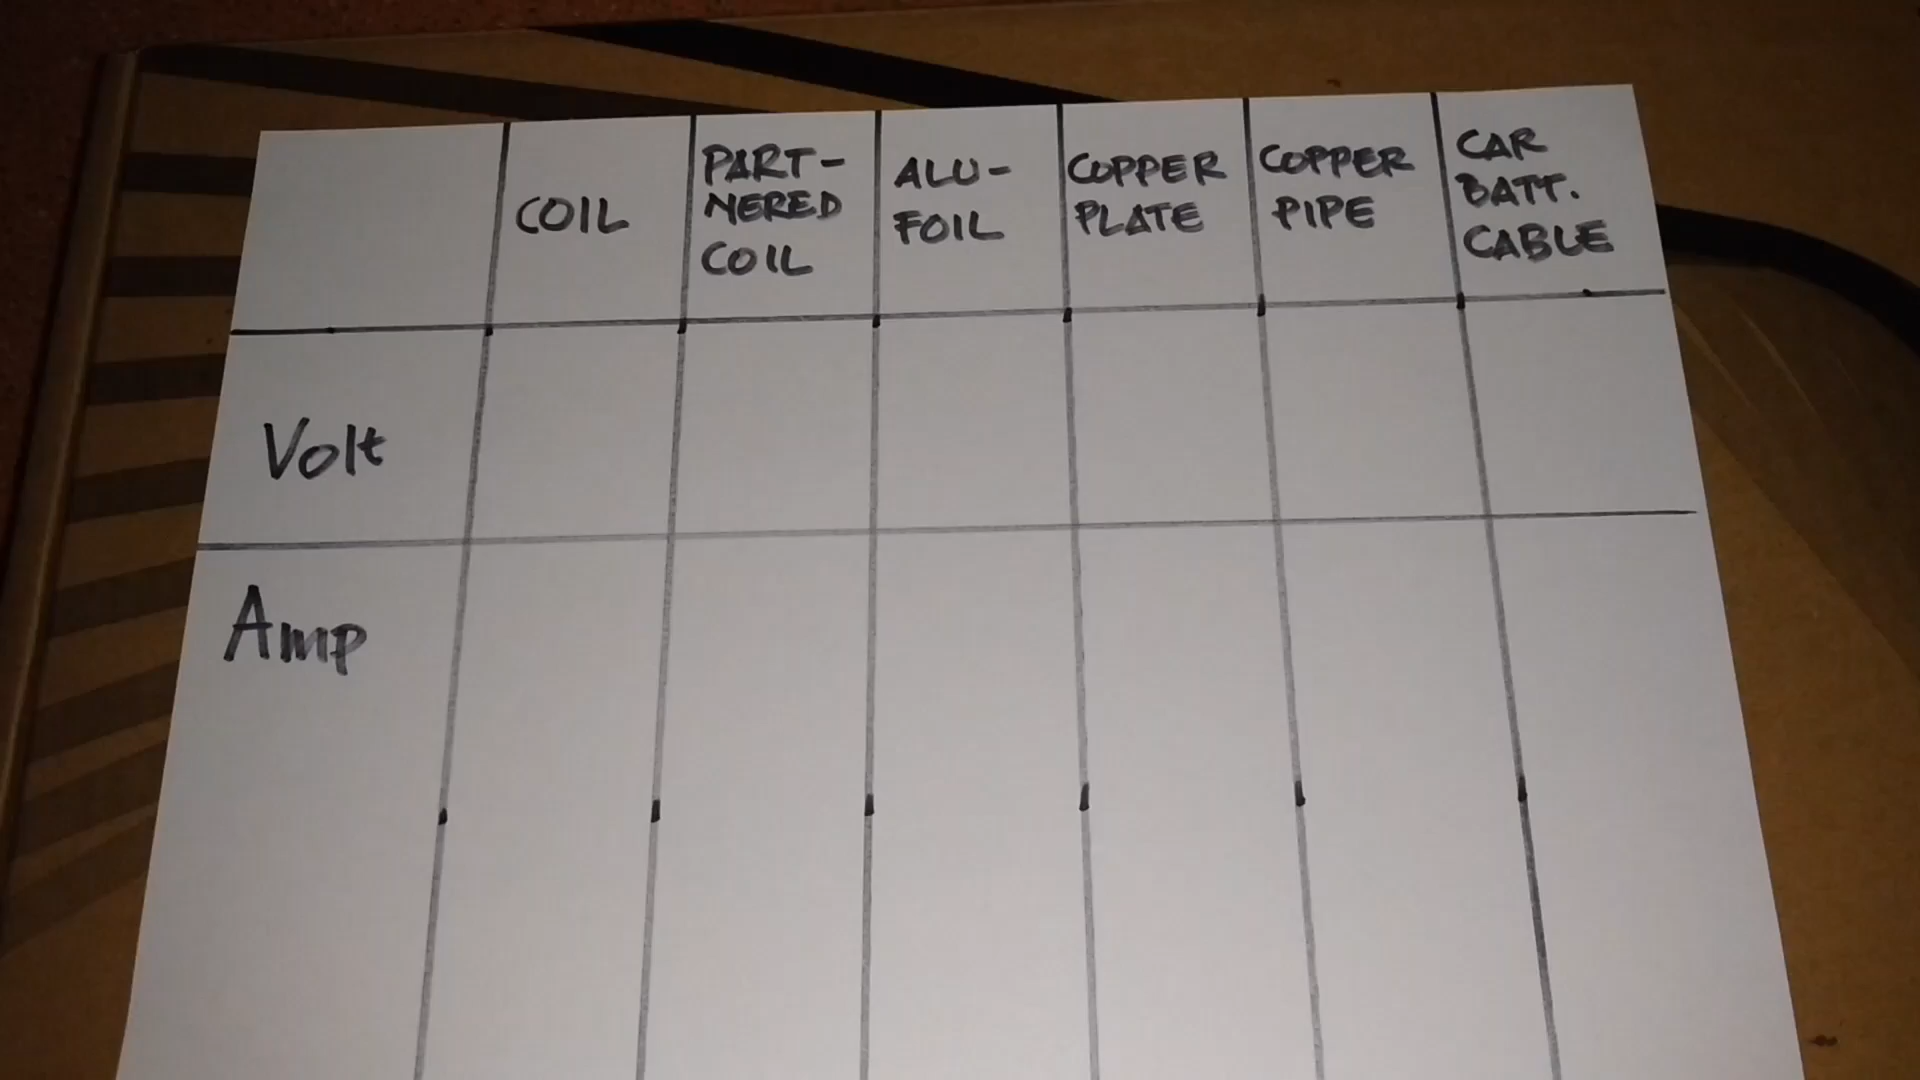 COIL
PART-
NERED
COIL
ALU-
FOIL
COPPER
PLATE
COPPER
PIPE
CAR
BATT.
CABLE
Volt
Amp